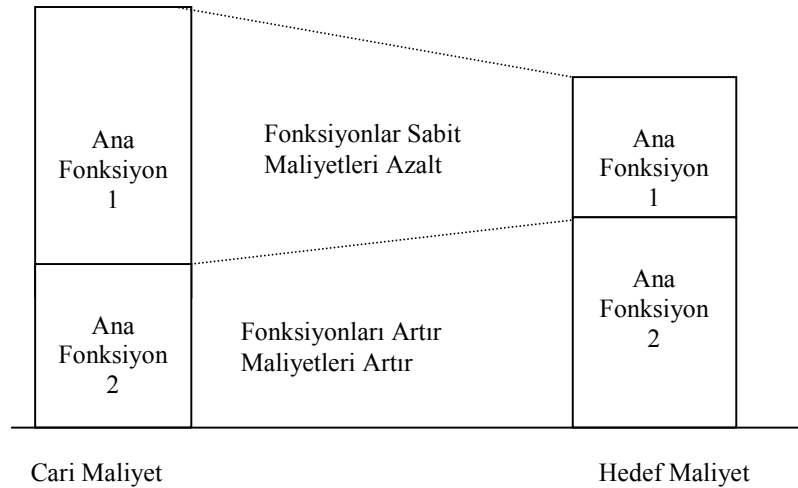 Ana
Fonksiyon
1
Fonksiyonlar Sabit
Maliyetleri Azalt
Ana
Fonksiyon
1
Ana
Fonksiyon
2
Fonksiyonları Artır
Maliyetleri Artır
Ana
Fonksiyon
2
Cari Maliyet
Hedef Maliyet